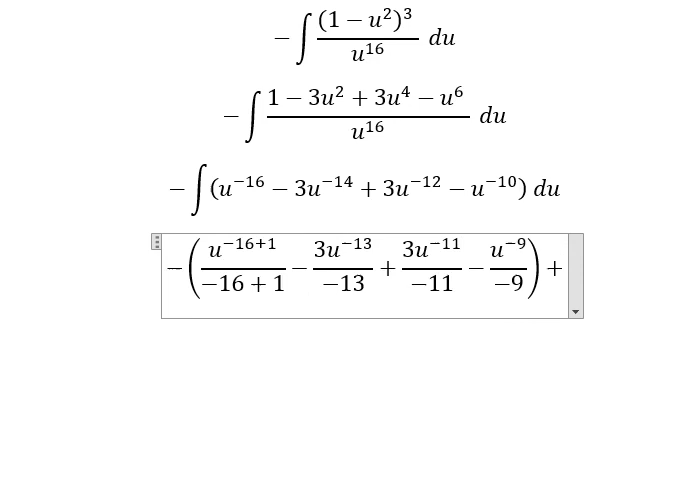 − ∫ (1 − u²)³ / u¹⁶ du
− ∫ 1 − 3u² + 3u⁴ − u⁶ / u¹⁶ du
− ∫ (u⁻¹⁶ − 3u⁻¹⁴ + 3u⁻¹² − u⁻¹⁰) du
− ( u⁻¹⁶⁺¹ / −16 + 1 − 3u⁻¹³ / −13 + 3u⁻¹¹ / −11 − u⁻⁹ / −9 ) +